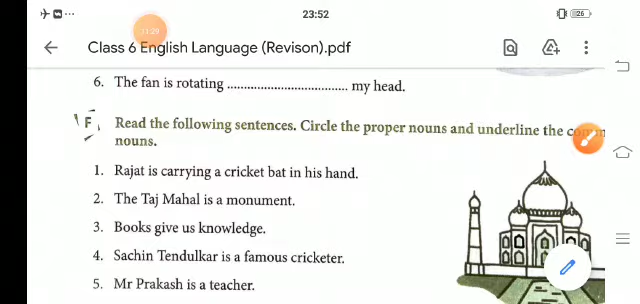 23:52
26
11:29
Class 6 English Language (Revison).pdf
6. The fan is rotating .................................... my head.
F. Read the following sentences. Circle the proper nouns and underline the
nouns.
1. Rajat is carrying a cricket bat in his hand.
2. The Taj Mahal is a monument.
3. Books give us knowledge.
4. Sachin Tendulkar is a famous cricketer.
5. Mr Prakash is a teacher.